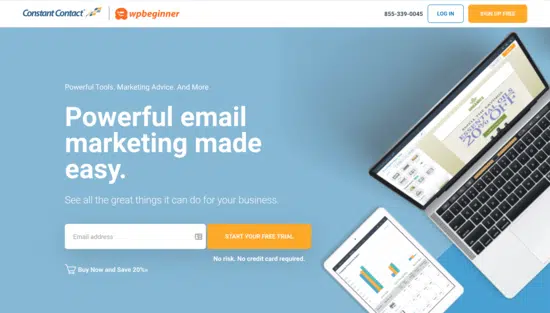 Constant Contact wpbeginner 855-339-0045 LOG IN SIGN UP FREE
Powerful Tools. Marketing Advice. And More.
Powerful email
marketing made
easy.
See all the great things it can do for your business.
Email address START YOUR FREE TRIAL
No risk. No credit card required.
Buy Now and Save 20%»
ESSENTIAL OILS
20% OFF